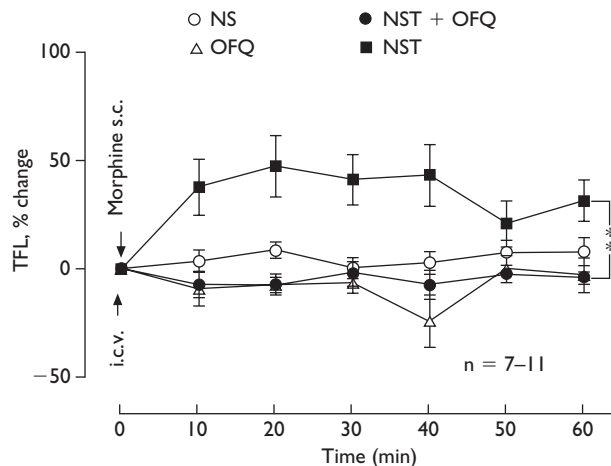 NS
NST + OFQ
OFQ
NST
100
50
0
−50
TFL, % change
Morphine s.c.
i.c.v.
**
n = 7–11
0 10 20 30 40 50 60
Time (min)